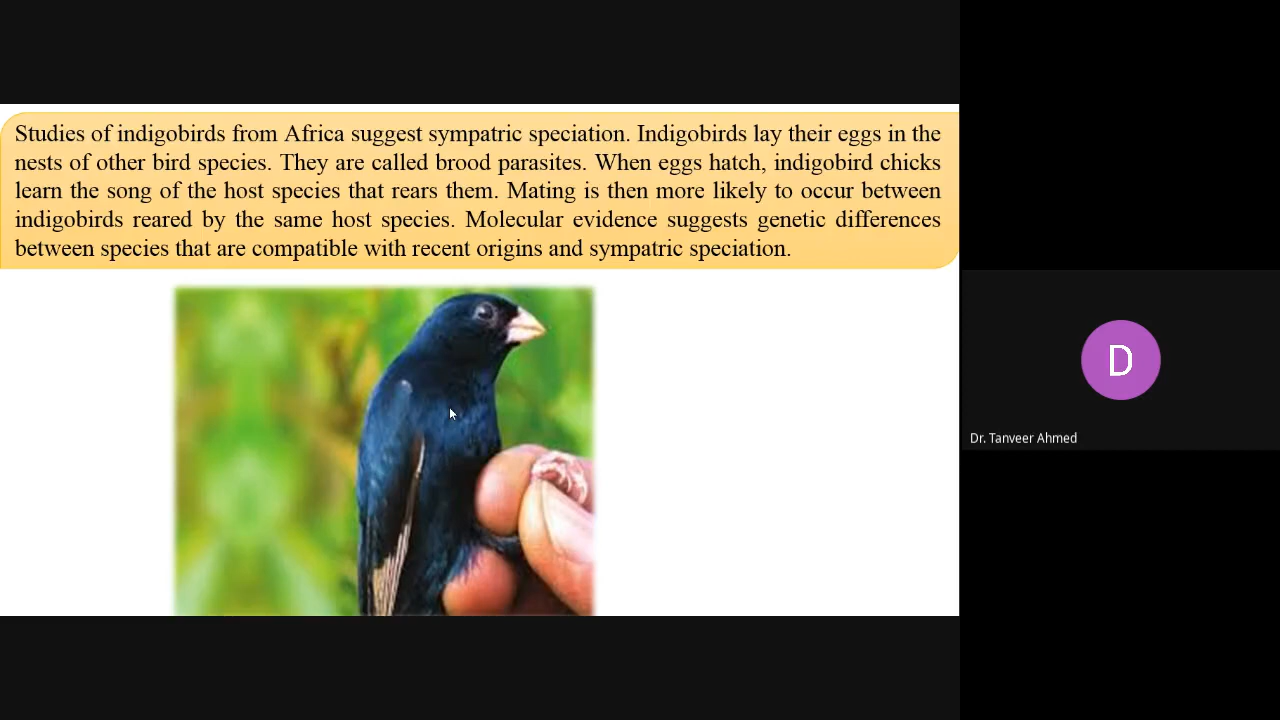 Studies of indigobirds from Africa suggest sympatric speciation. Indigobirds lay their eggs in the
nests of other bird species. They are called brood parasites. When eggs hatch, indigobird chicks
learn the song of the host species that rears them. Mating is then more likely to occur between
indigobirds reared by the same host species. Molecular evidence suggests genetic differences
between species that are compatible with recent origins and sympatric speciation.
D
Dr. Tanveer Ahmed